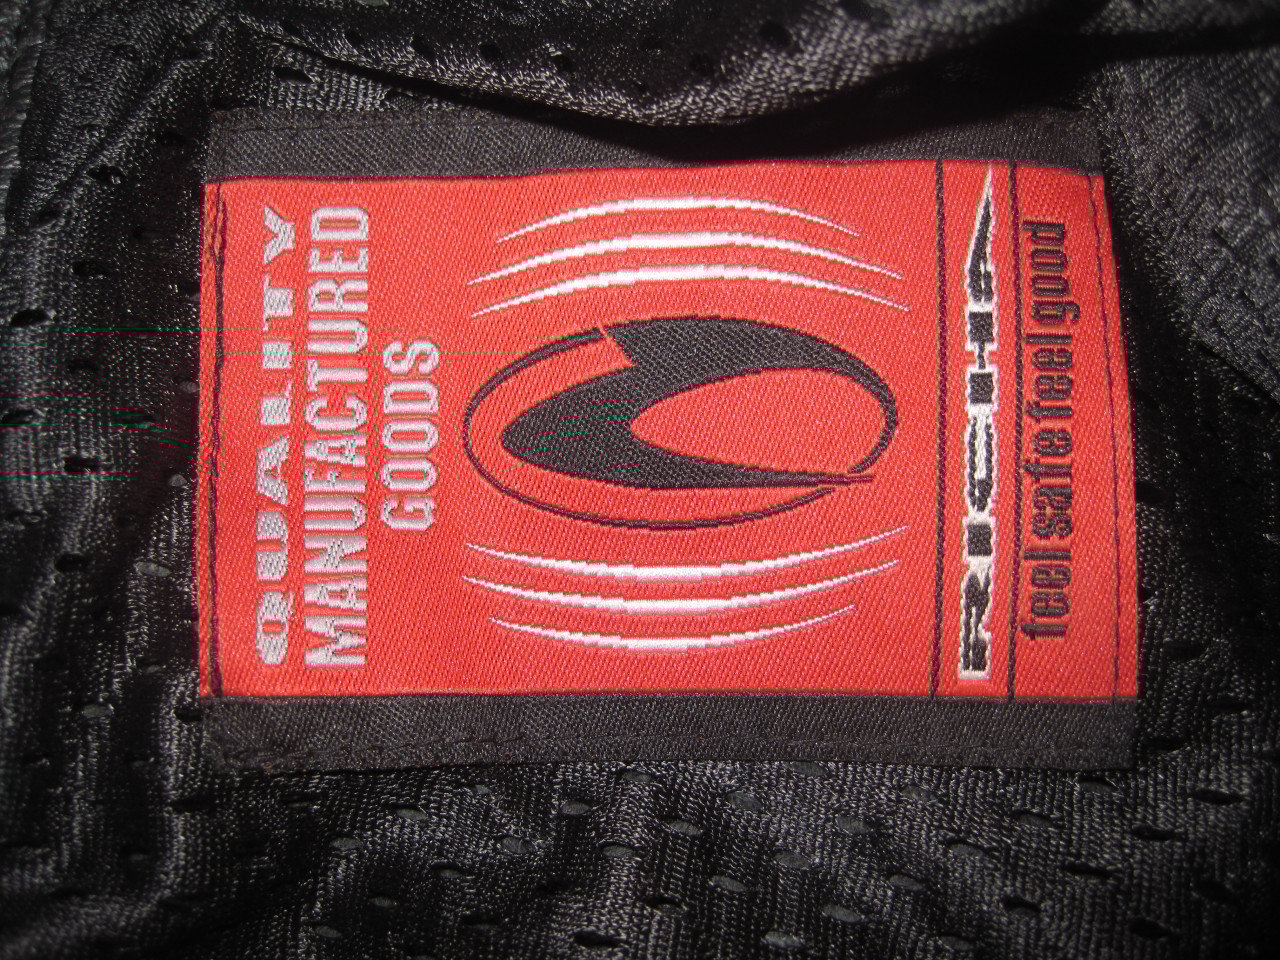 QUALITY
MANUFACTURED
GOODS
RICHA
feel safe feel good